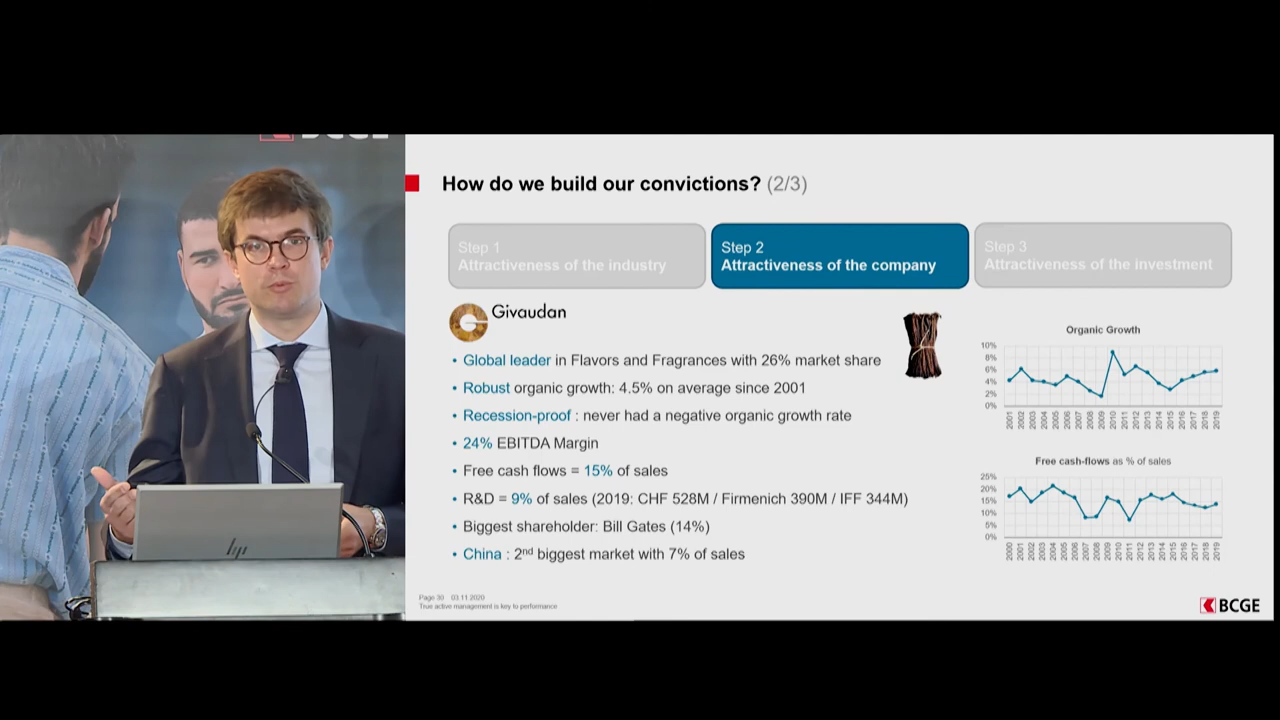 BCGE
How do we build our convictions? (2/3)
Step 1
Attractiveness of the industry
Step 2
Attractiveness of the company
Step 3
Attractiveness of the investment
Givaudan
• Global leader in Flavors and Fragrances with 26% market share
• Robust organic growth: 4.5% on average since 2001
• Recession-proof : never had a negative organic growth rate
• 24% EBITDA Margin
• Free cash flows = 15% of sales
• R&D = 9% of sales (2019: CHF 528M / Firmenich 390M / IFF 344M)
• Biggest shareholder: Bill Gates (14%)
• China : 2nd biggest market with 7% of sales
Organic Growth
10%
8%
6%
4%
2%
0%
2001 2002 2003 2004 2005 2006 2007 2008 2009 2010 2011 2012 2013 2014 2015 2016 2017 2018 2019
Free cash-flows as % of sales
25%
20%
15%
10%
5%
0%
2000 2001 2002 2003 2004 2005 2006 2007 2008 2009 2010 2011 2012 2013 2014 2015 2016 2017 2018 2019
hp
Page 30 03.11.2020
True active management is key to performance
BCGE